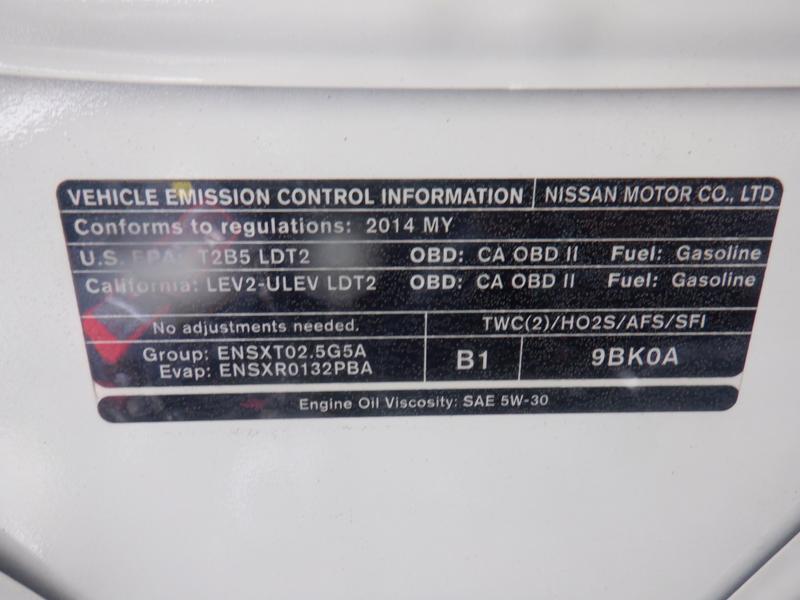 VEHICLE EMISSION CONTROL INFORMATION NISSAN MOTOR CO., LTD
Conforms to regulations: 2014 MY
U.S. EPA: T2B5 LDT2 OBD: CA OBD II Fuel: Gasoline
California: LEV2-ULEV LDT2 OBD: CA OBD II Fuel: Gasoline
No adjustments needed. TWC(2)/HO2S/AFS/SFI
Group: ENSXT02.5G5A
Evap: ENSXR0132PBA
B1 9BK0A
Engine Oil Viscosity: SAE 5W-30